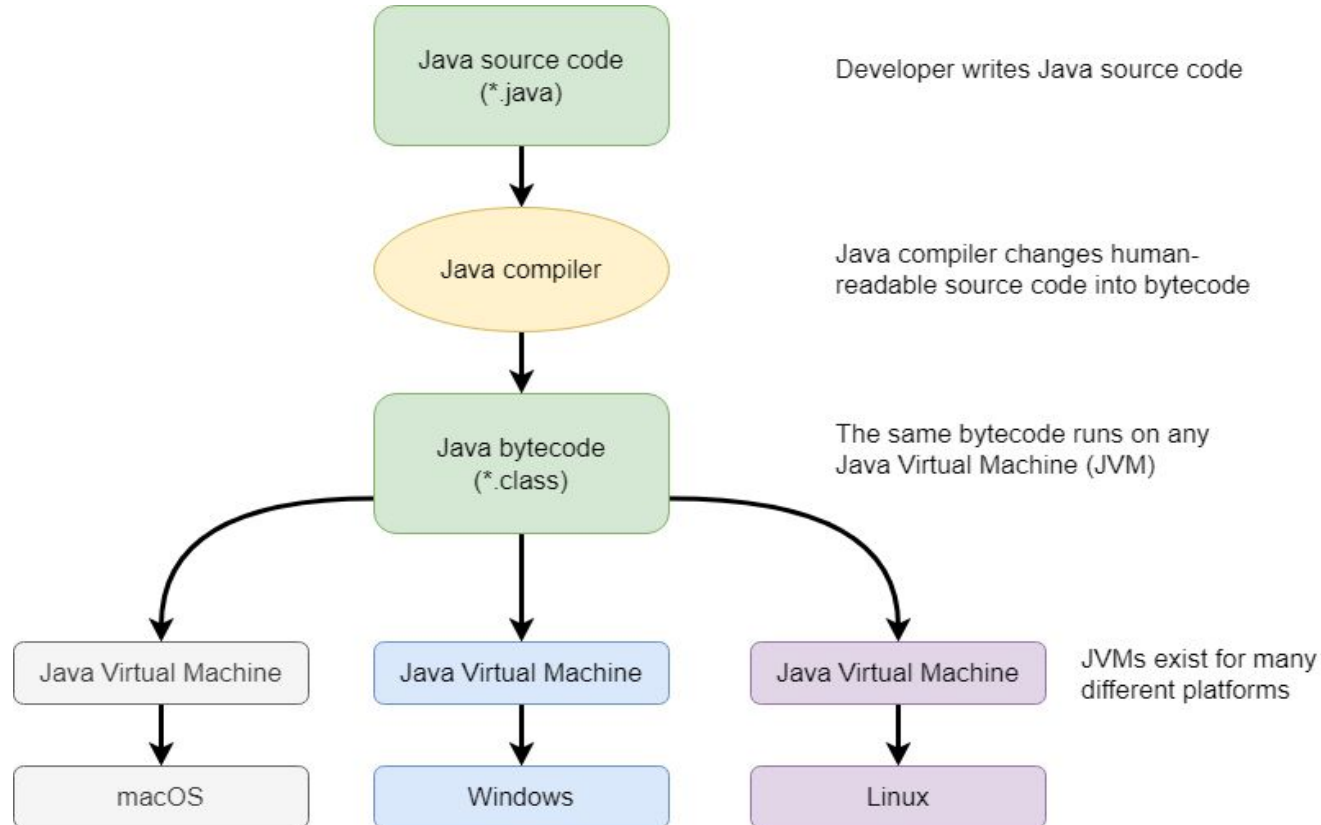 Java source code
(*.java)
Developer writes Java source code
Java compiler
Java compiler changes human-
readable source code into bytecode
Java bytecode
(*.class)
The same bytecode runs on any
Java Virtual Machine (JVM)
Java Virtual Machine
Java Virtual Machine
Java Virtual Machine
JVMs exist for many
different platforms
macOS
Windows
Linux